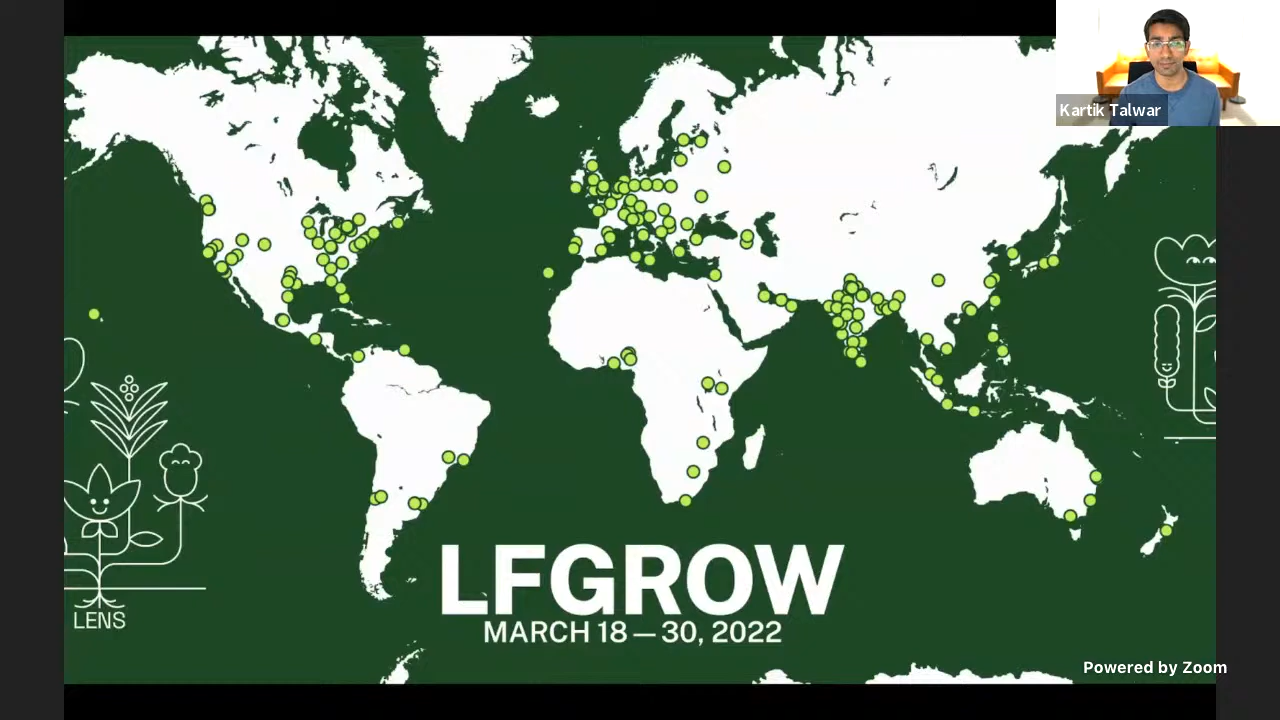 Kartik Talwar
LFGROW
MARCH 18 — 30, 2022
LENS
Powered by Zoom